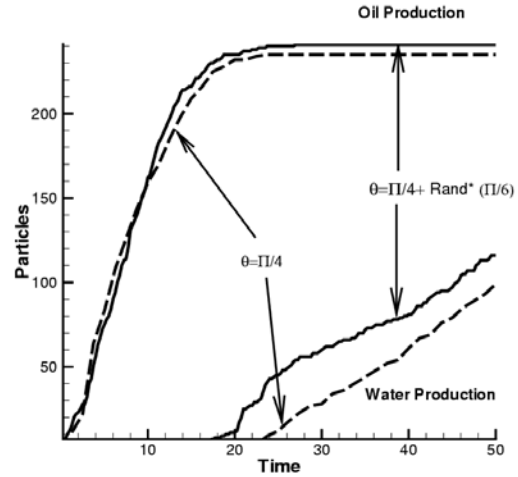 Oil Production
200
150
100
50
Particles
θ=Π/4+ Rand* (Π/6)
θ=Π/4
Water Production
10
20
30
40
50
Time